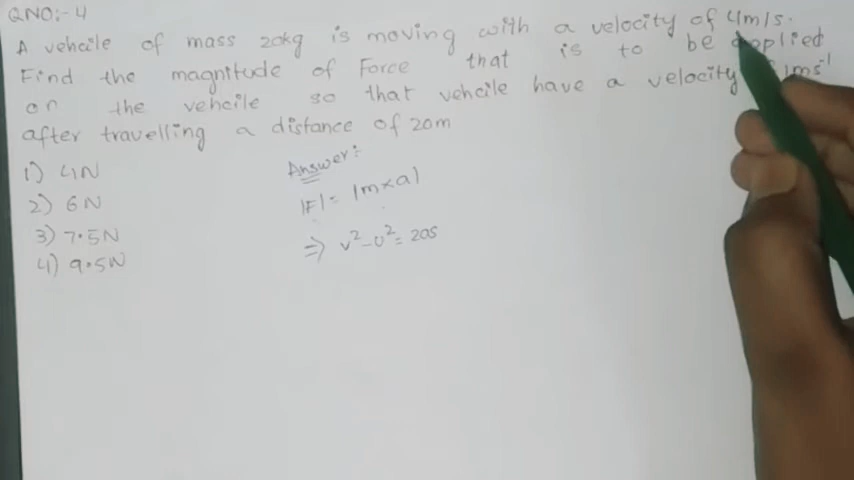 QNO:- 4
A vehcile of mass 20kg is moving with a velocity of 4m/s.
Find the magnitude of Force that is to be applied
on the vehcile so that vehcile have a velocity 1ms⁻¹
after travelling a distance of 20m
1) 4N
2) 6N
3) 7.5N
4) 9.5N
Answer:
|F| = |m×a|
⇒ v² - u² = 2as